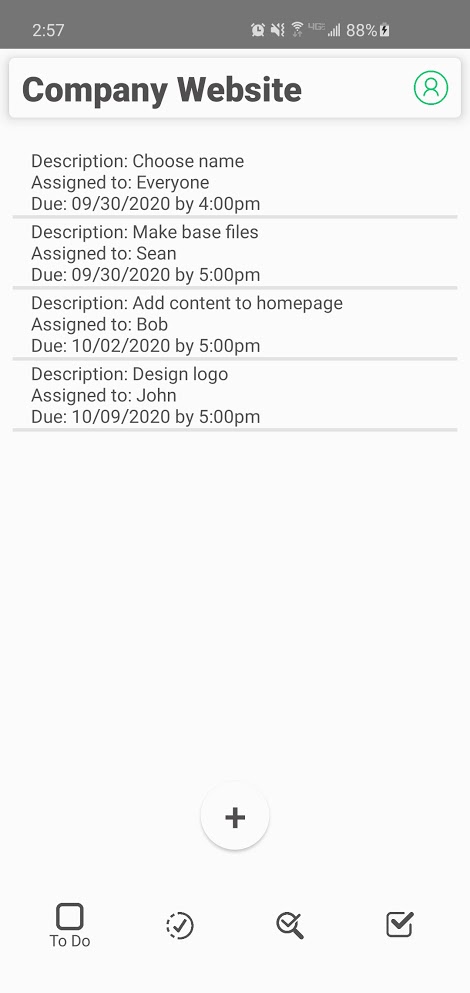 2:57
4G LTE 88%
Company Website
Description: Choose name
Assigned to: Everyone
Due: 09/30/2020 by 4:00pm
Description: Make base files
Assigned to: Sean
Due: 09/30/2020 by 5:00pm
Description: Add content to homepage
Assigned to: Bob
Due: 10/02/2020 by 5:00pm
Description: Design logo
Assigned to: John
Due: 10/09/2020 by 5:00pm
+
To Do